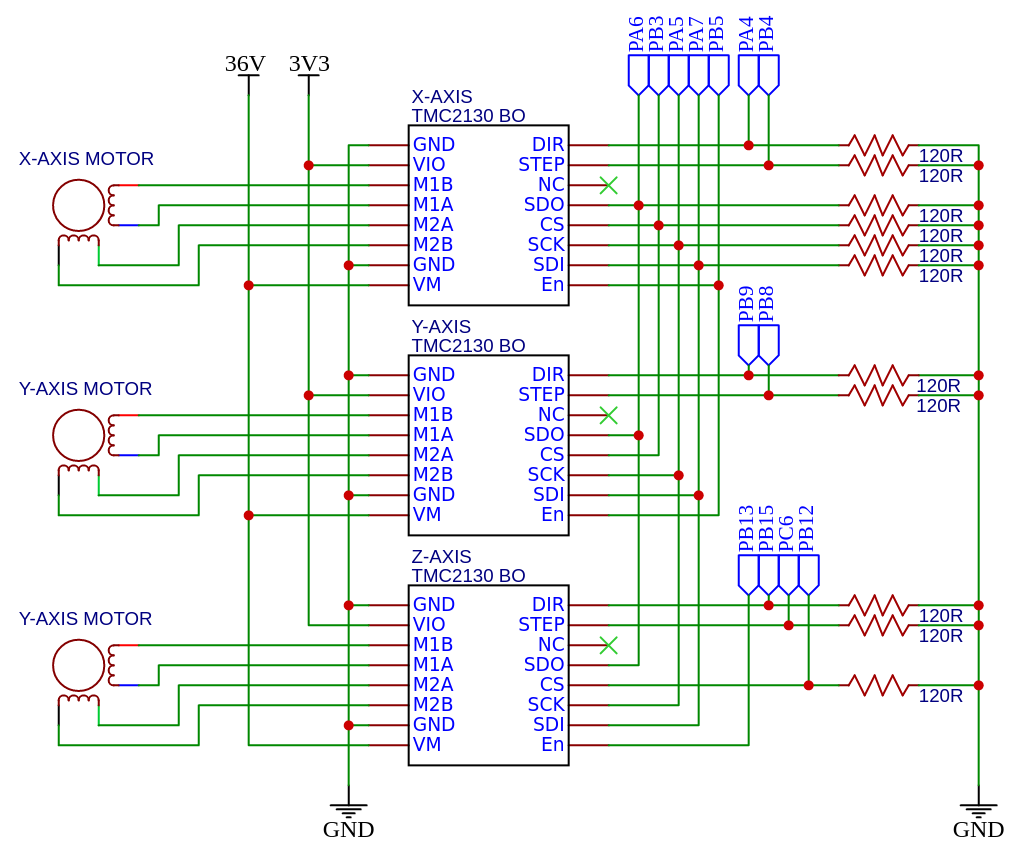 PA6 PB3 PA5 PA7 PB5 PA4 PB4
36V 3V3
X-AXIS
TMC2130 BO
X-AXIS MOTOR
GND DIR
VIO STEP
M1B NC
M1A SDO
M2A CS
M2B SCK
GND SDI
VM En
120R
120R
120R
120R
120R
120R
PB9 PB8
Y-AXIS
TMC2130 BO
Y-AXIS MOTOR
GND DIR
VIO STEP
M1B NC
M1A SDO
M2A CS
M2B SCK
GND SDI
VM En
120R
120R
PB13 PB15 PC6 PB12
Z-AXIS
TMC2130 BO
Y-AXIS MOTOR
GND DIR
VIO STEP
M1B NC
M1A SDO
M2A CS
M2B SCK
GND SDI
VM En
120R
120R
120R
GND GND